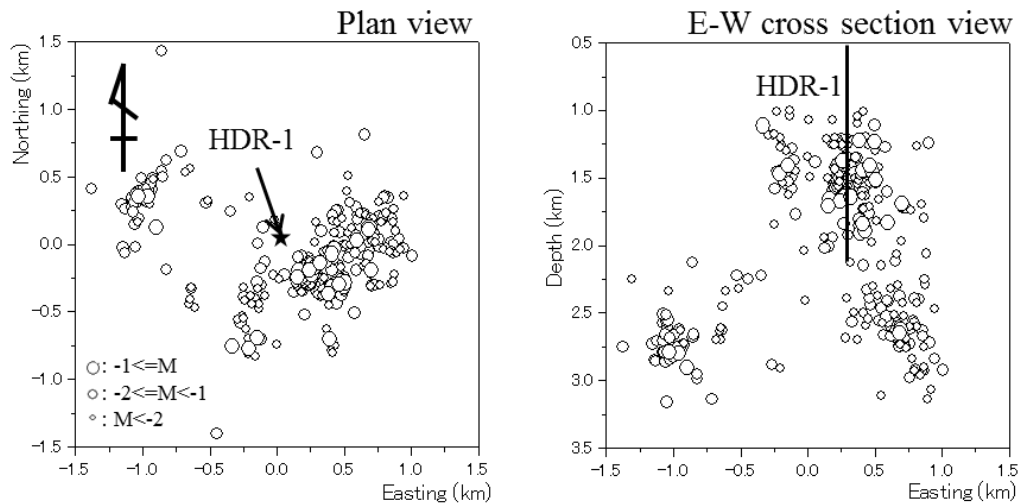 Plan view
1.5
1.0
0.5
0.0
-0.5
-1.0
-1.5
Northing (km)
HDR-1
○: -1<=M
○: -2<=M<-1
○: M<-2
-1.5 -1.0 -0.5 0.0 0.5 1.0 1.5
Easting (km)
E-W cross section view
0.5
1.0
1.5
2.0
2.5
3.0
3.5
Depth (km)
HDR-1
-1.5 -1.0 -0.5 0.0 0.5 1.0 1.5
Easting (km)